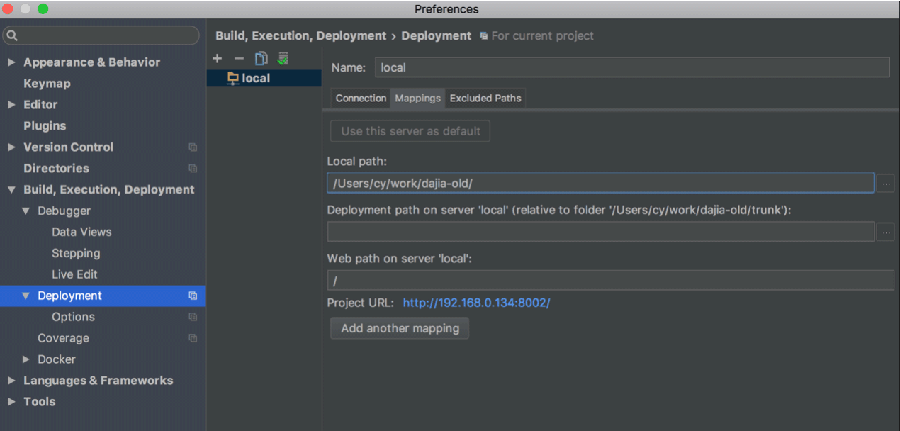 Preferences
Build, Execution, Deployment › Deployment For current project
Appearance & Behavior
Keymap
Editor
Plugins
Version Control
Directories
Build, Execution, Deployment
Debugger
Data Views
Stepping
Live Edit
Deployment
Options
Coverage
Docker
Languages & Frameworks
Tools
local
Name: local
Connection Mappings Excluded Paths
Use this server as default
Local path:
/Users/cy/work/dajia-old/
...
Deployment path on server 'local' (relative to folder '/Users/cy/work/dajia-old/trunk'):
...
Web path on server 'local':
/
Project URL: http://192.168.0.134:8002/
Add another mapping